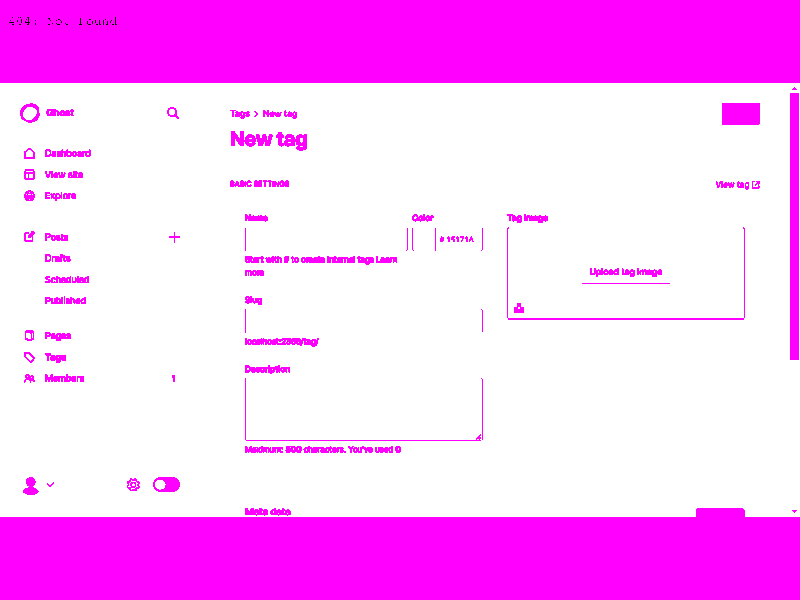 404: Not Found
Ghost
Dashboard
View site
Explore
Posts
Drafts
Scheduled
Published
Pages
Tags
Members 1
Tags > New tag
New tag
BASIC SETTINGS
View tag
Name
Color
Tag image
# 15171A
Start with # to create internal tags Learn
more
Upload tag image
Slug
localhost:2368/tag/
Description
Maximum: 500 characters. You've used 0
Meta data